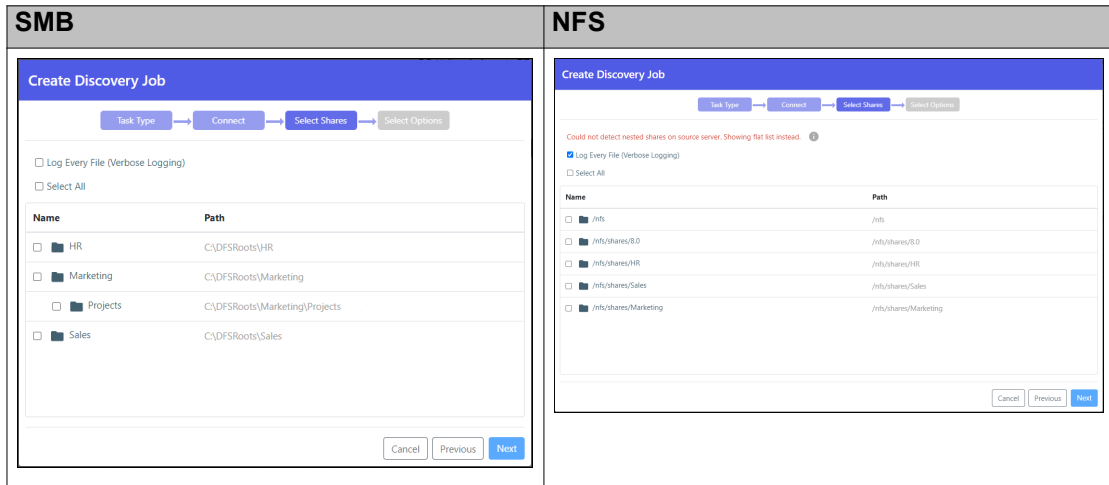 SMB
NFS
Create Discovery Job
Task Type
Connect
Select Shares
Select Options
Log Every File (Verbose Logging)
Select All
Name Path
HR C:\DFSRoots\HR
Marketing C:\DFSRoots\Marketing
Projects C:\DFSRoots\Marketing\Projects
Sales C:\DFSRoots\Sales
Cancel Previous Next
Create Discovery Job
Task Type
Connect
Select Shares
Select Options
Could not detect nested shares on source server. Showing flat list instead.
Log Every File (Verbose Logging)
Select All
Name Path
/nfs /nfs
/nfs/shares/8.0 /nfs/shares/8.0
/nfs/shares/HR /nfs/shares/HR
/nfs/shares/Sales /nfs/shares/Sales
/nfs/shares/Marketing /nfs/shares/Marketing
Cancel Previous Next